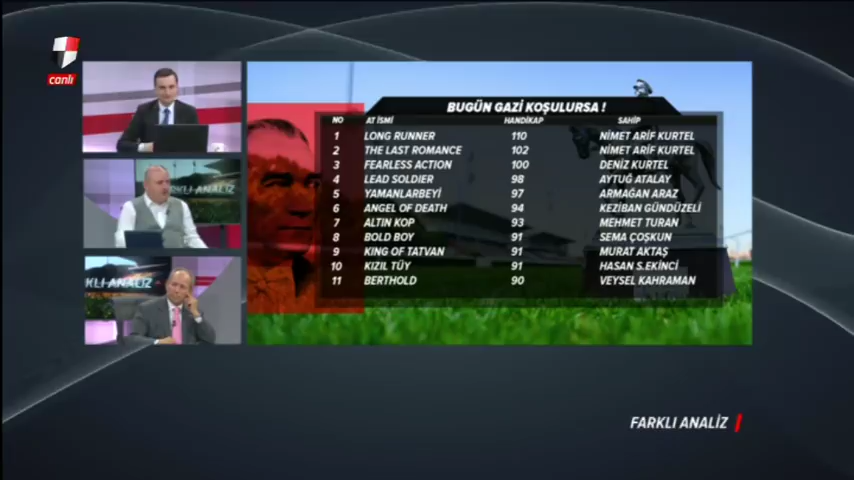 canlı
FARKLI ANALİZ
KLI ANALİZ
BUGÜN GAZİ KOŞULURSA !
NO AT İSMİ HANDİKAP SAHİP
1 LONG RUNNER 110 NİMET ARİF KURTEL
2 THE LAST ROMANCE 102 NİMET ARİF KURTEL
3 FEARLESS ACTION 100 DENİZ KURTEL
4 LEAD SOLDIER 98 AYTUĞ ATALAY
5 YAMANLARBEYİ 97 ARMAĞAN ARAZ
6 ANGEL OF DEATH 94 KEZİBAN GÜNDÜZELİ
7 ALTIN KOP 93 MEHMET TURAN
8 BOLD BOY 91 SEMA ÇOŞKUN
9 KING OF TATVAN 91 MURAT AKTAŞ
10 KIZIL TÜY 91 HASAN S.EKİNCİ
11 BERTHOLD 90 VEYSEL KAHRAMAN
FARKLI ANALİZ